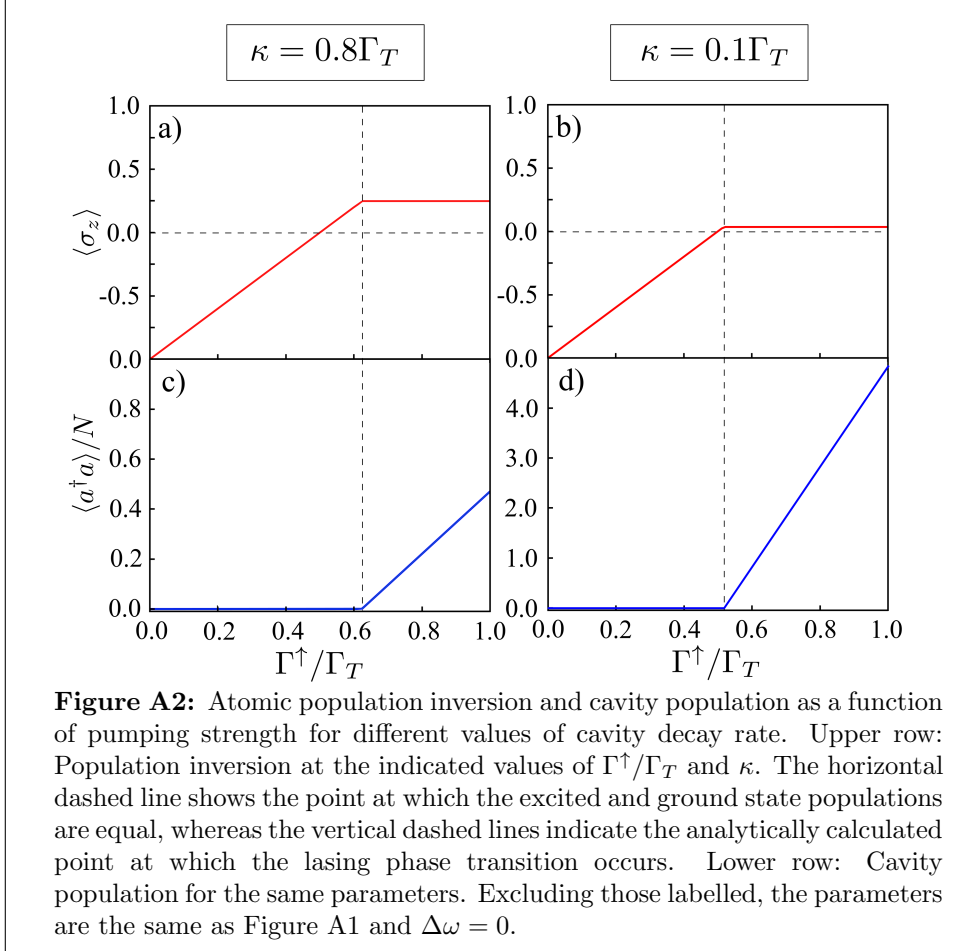 κ = 0.8Γ_T
κ = 0.1Γ_T
a)
1.0
0.5
0.0
-0.5
0.0
⟨σ_z⟩
b)
1.0
0.5
0.0
-0.5
0.0
c)
0.8
0.6
0.4
0.2
0.0
⟨a†a⟩/N
0.0 0.2 0.4 0.6 0.8 1.0
Γ↑/Γ_T
d)
4.0
3.0
2.0
1.0
0.0
0.0 0.2 0.4 0.6 0.8 1.0
Γ↑/Γ_T
Figure A2: Atomic population inversion and cavity population as a function
of pumping strength for different values of cavity decay rate. Upper row:
Population inversion at the indicated values of Γ↑/Γ_T and κ. The horizontal
dashed line shows the point at which the excited and ground state populations
are equal, whereas the vertical dashed lines indicate the analytically calculated
point at which the lasing phase transition occurs. Lower row: Cavity
population for the same parameters. Excluding those labelled, the parameters
are the same as Figure A1 and Δω = 0.